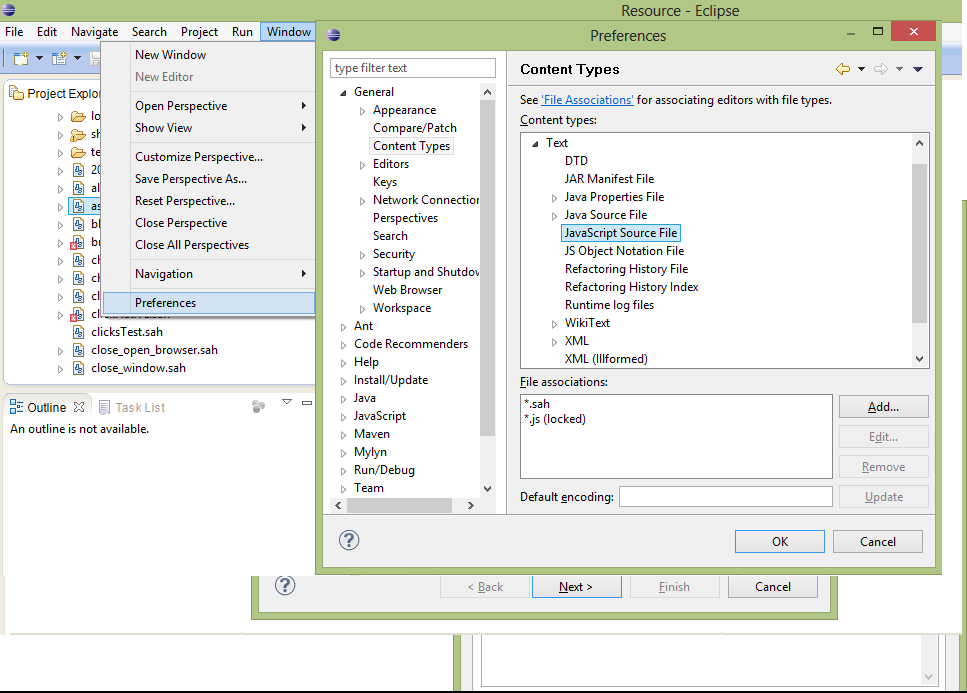 Resource - Eclipse
File Edit Navigate Search Project Run Window
New Window
New Editor
Open Perspective
Show View
Customize Perspective...
Save Perspective As...
Reset Perspective...
Close Perspective
Close All Perspectives
Navigation
Preferences
Project Explo
lo
sh
te
20
al
as
bl
br
ch
ch
cl
clicksTest.sah
close_open_browser.sah
close_window.sah
Outline
Task List
An outline is not available.
Preferences
type filter text
General
Appearance
Compare/Patch
Content Types
Editors
Keys
Network Connection
Perspectives
Search
Security
Startup and Shutdow
Web Browser
Workspace
Ant
Code Recommenders
Help
Install/Update
Java
JavaScript
Maven
Mylyn
Run/Debug
Team
Content Types
See 'File Associations' for associating editors with file types.
Content types:
Text
DTD
JAR Manifest File
Java Properties File
Java Source File
JavaScript Source File
JS Object Notation File
Refactoring History File
Refactoring History Index
Runtime log files
WikiText
XML
XML (Illformed)
File associations:
*.sah
*.js (locked)
Add...
Edit...
Remove
Default encoding:
Update
OK
Cancel
< Back
Next >
Finish
Cancel